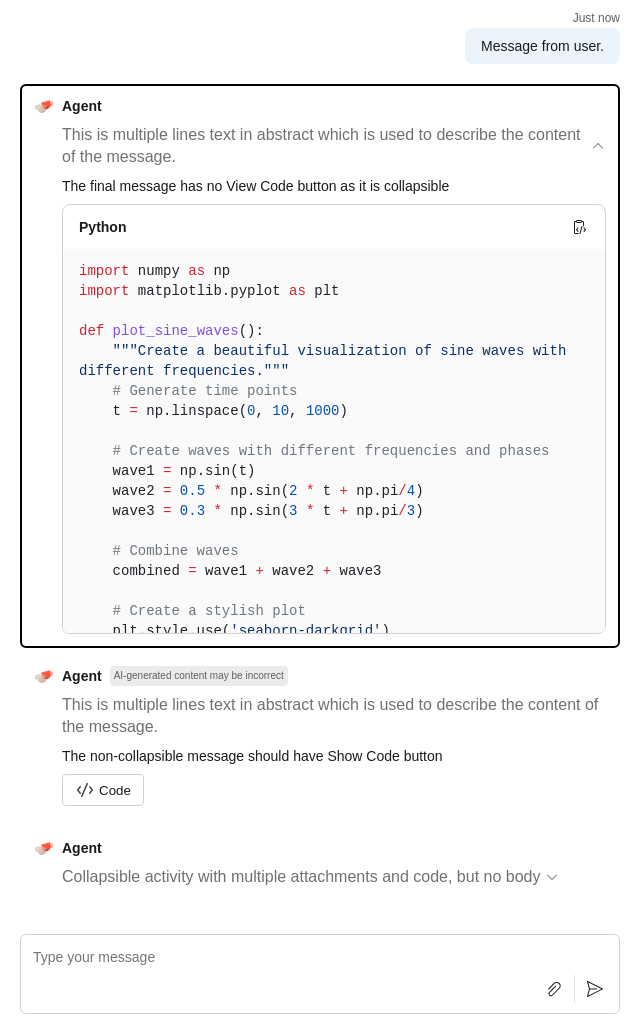 Just now
Message from user.
Agent
This is multiple lines text in abstract which is used to describe the content
of the message.
The final message has no View Code button as it is collapsible
Python
import numpy as np
import matplotlib.pyplot as plt
def plot_sine_waves():
    """Create a beautiful visualization of sine waves with
different frequencies."""
    # Generate time points
    t = np.linspace(0, 10, 1000)
    # Create waves with different frequencies and phases
    wave1 = np.sin(t)
    wave2 = 0.5 * np.sin(2 * t + np.pi/4)
    wave3 = 0.3 * np.sin(3 * t + np.pi/3)
    # Combine waves
    combined = wave1 + wave2 + wave3
    # Create a stylish plot
    plt.style.use('seaborn-darkgrid')
Agent AI-generated content may be incorrect
This is multiple lines text in abstract which is used to describe the content of
the message.
The non-collapsible message should have Show Code button
Code
Agent
Collapsible activity with multiple attachments and code, but no body
Type your message